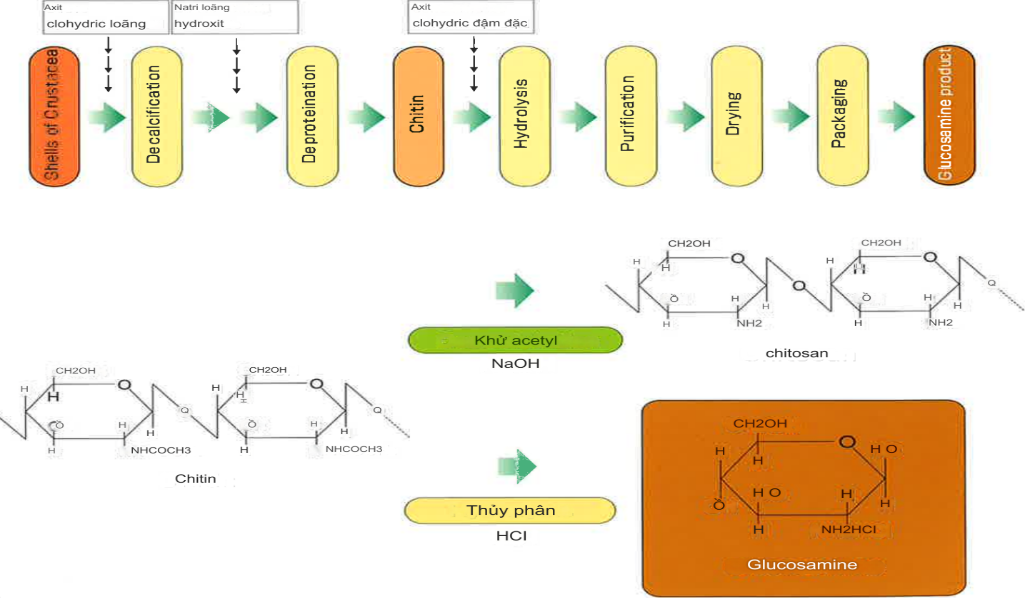 Axit
clohydric loãng
Natri loãng
hydroxit
Axit
clohydric đậm đặc
Shells of Crustacea
Decalcification
Deproteination
Chitin
Hydrolysis
Purification
Drying
Packaging
Glucosamine product
CH2OH
O
H
H
H
H
H
NH2
O
CH2OH
O
H
H
H
H
NH2
chitosan
Khử acetyl
NaOH
CH2OH
O
H
H
H
H
H
NHCOCH3
O
CH2OH
O
H
H
H
H
H
NHCOCH3
O
Chitin
Thủy phân
HCl
CH2OH
O
H
H
H O
H O
H
H
H
NH2HCl
Glucosamine